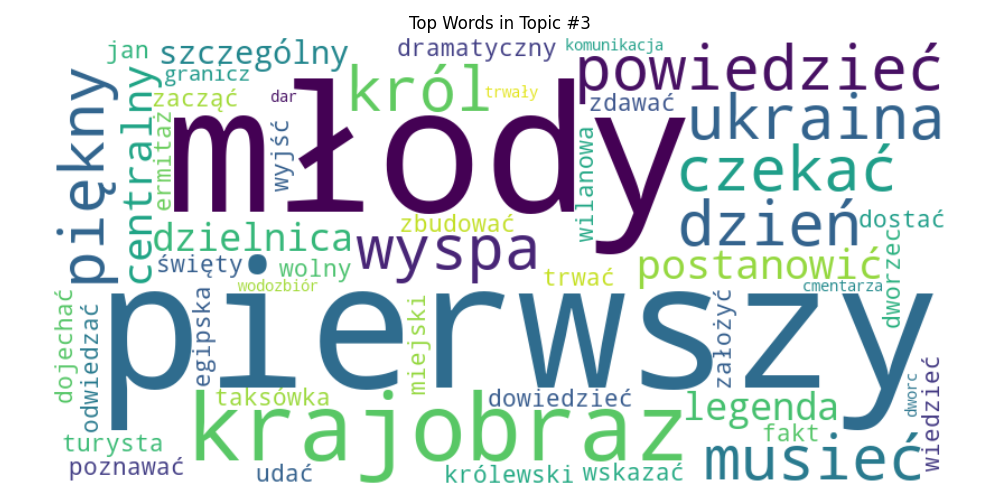 Top Words in Topic #3
jan
szczególny
dramatyczny
komunikacja
powiedzieć
granicz
król
trwały
zacząć
dar
zdawać
ukraina
piękny
centralny
ermitaż
młody
wyjść
wilanowa
czekać
dzień
dostać
zbudować
dzielnica
wyspa
święty
wolny
trwać
postanowić
dworzec
wodozbiór
cmentarza
pierwszy
dojechać
odwiedzać
egipska
miejski
założyć
taksówka
krajobraz
dowiedzieć
legenda
dworc
wiedzieć
fakt
turysta
musieć
poznawać
udać
królewski
wskazać